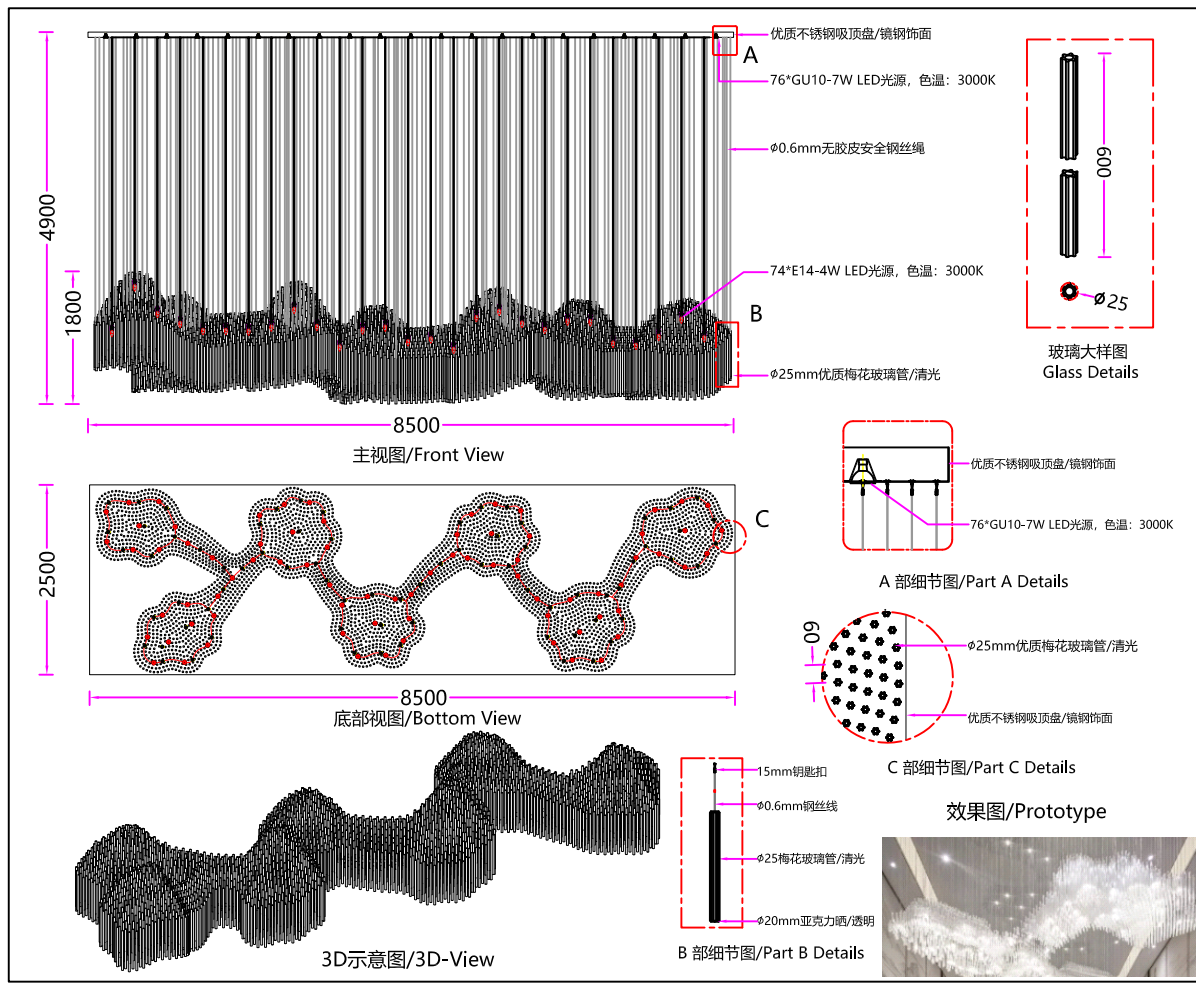 优质不锈钢吸顶盘/镜钢饰面
A
76*GU10-7W LED光源，色温：3000K
φ0.6mm无胶皮安全钢丝绳
4900
1800
74*E14-4W LED光源，色温：3000K
B
φ25mm优质梅花玻璃管/清光
8500
主视图/Front View
600
φ25
玻璃大样图
Glass Details
2500
C
8500
底部视图/Bottom View
优质不锈钢吸顶盘/镜钢饰面
76*GU10-7W LED光源，色温：3000K
A 部细节图/Part A Details
60
φ25mm优质梅花玻璃管/清光
优质不锈钢吸顶盘/镜钢饰面
C 部细节图/Part C Details
3D示意图/3D-View
15mm钥匙扣
φ0.6mm钢丝线
φ25梅花玻璃管/清光
φ20mm亚克力晒/透明
B 部细节图/Part B Details
效果图/Prototype